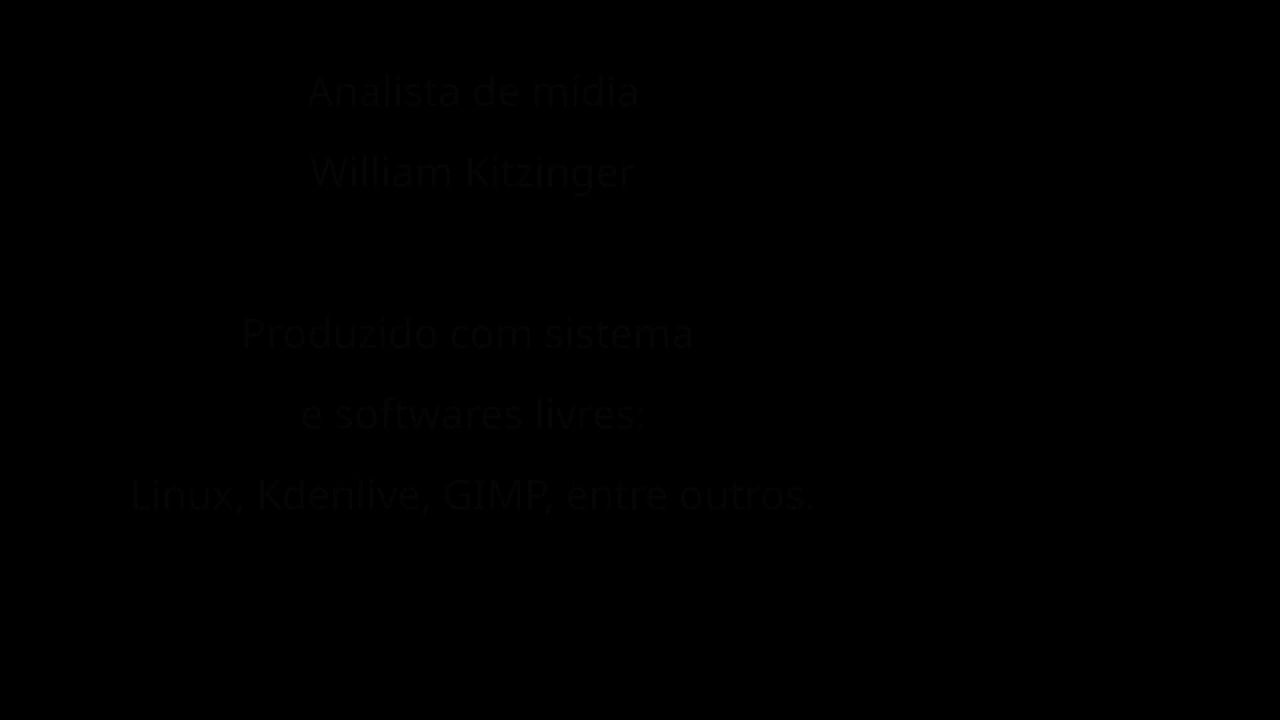 Analista de mídia
William Kitzinger
Produzido com sistema
e softwares livres:
Linux, Kdenlive, GIMP, entre outros.